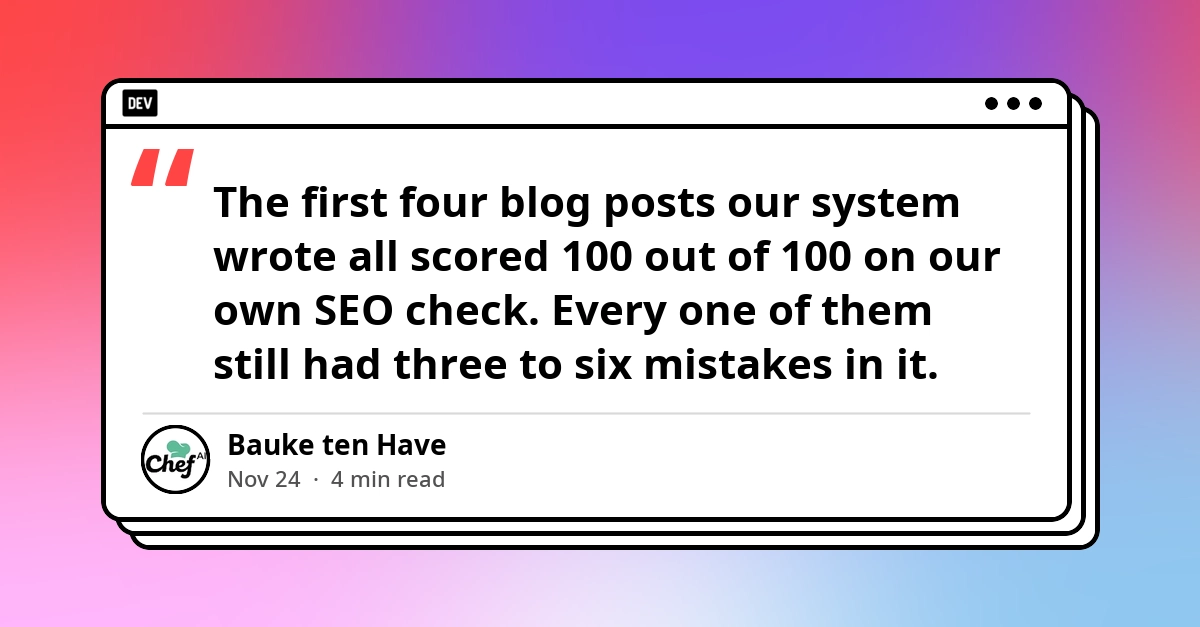 DEV
The first four blog posts our system
wrote all scored 100 out of 100 on our
own SEO check. Every one of them
still had three to six mistakes in it.
Chef AI
Bauke ten Have
Nov 24 · 4 min read